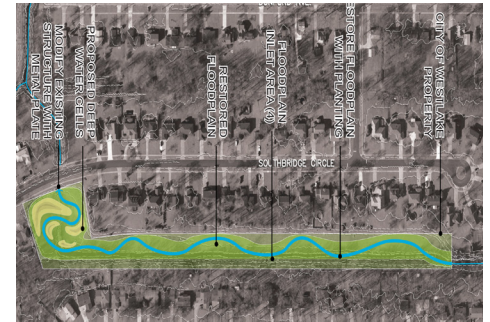 CITY OF WESTLAKE
PROPERTY
STORE FLOODPLAIN
WITH PLANTING
FLOODPLAIN
INLET AREA (4)
RESTORED
FLOODPLAIN
PROPOSED DEEP
WATER CELLS
MODIFY EXISTING
STRUCTURE WITH
METAL PLATE
SOUTHBRIDGE CIRCLE